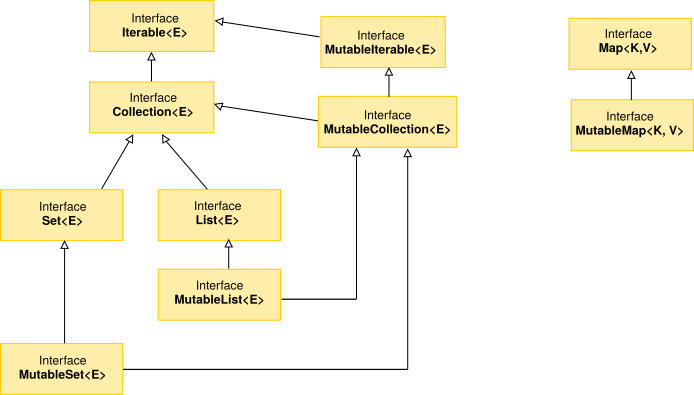 Interface
Iterable<E>
Interface
MutableIterable<E>
Interface
Map<K,V>
Interface
Collection<E>
Interface
MutableCollection<E>
Interface
MutableMap<K, V>
Interface
Set<E>
Interface
List<E>
Interface
MutableList<E>
Interface
MutableSet<E>